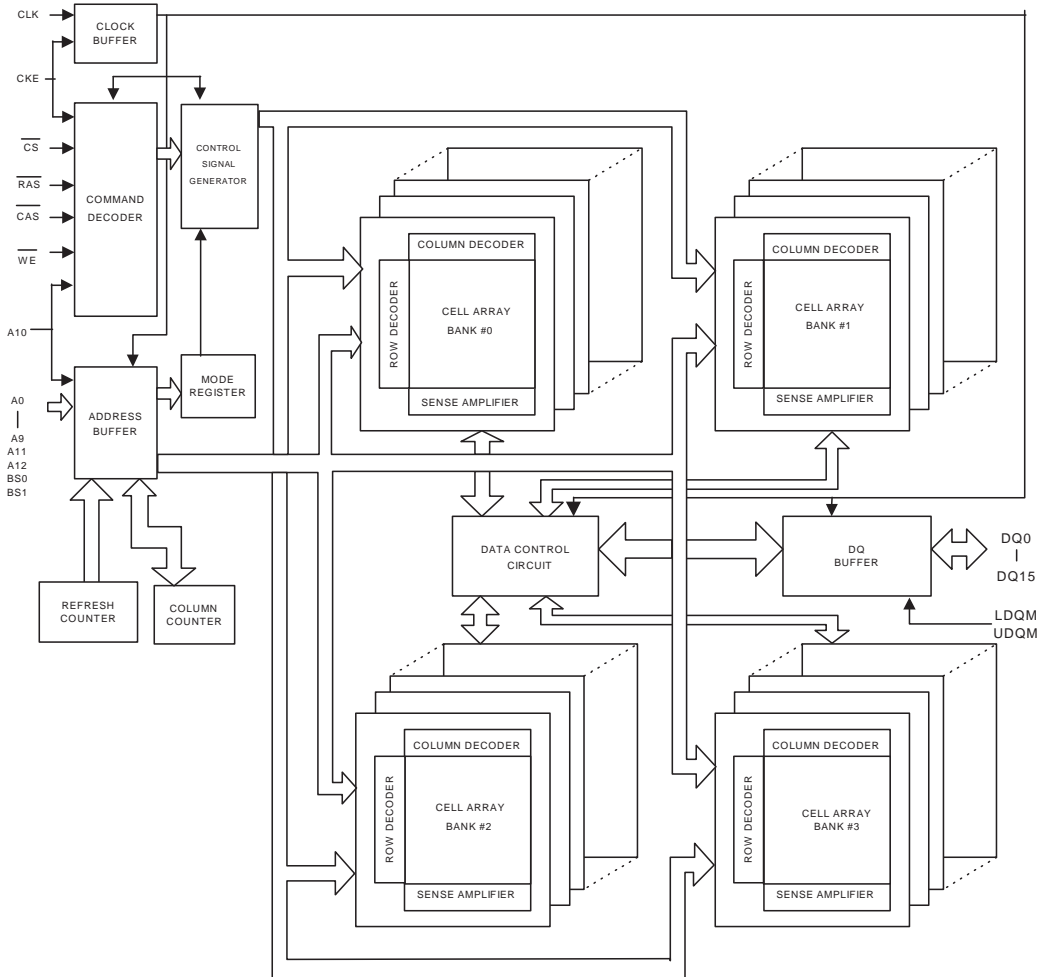 CLK
CLOCK
BUFFER
CKE
COMMAND
DECODER
CONTROL
SIGNAL
GENERATOR
CS
RAS
CAS
WE
A10
A0
A9
A11
A12
BS0
BS1
ADDRESS
BUFFER
MODE
REGISTER
REFRESH
COUNTER
COLUMN
COUNTER
COLUMN DECODER
ROW DECODER
CELL ARRAY
BANK #0
SENSE AMPLIFIER
COLUMN DECODER
ROW DECODER
CELL ARRAY
BANK #1
SENSE AMPLIFIER
DATA CONTROL
CIRCUIT
DQ
BUFFER
DQ0
DQ15
LDQM
UDQM
COLUMN DECODER
ROW DECODER
CELL ARRAY
BANK #2
SENSE AMPLIFIER
COLUMN DECODER
ROW DECODER
CELL ARRAY
BANK #3
SENSE AMPLIFIER